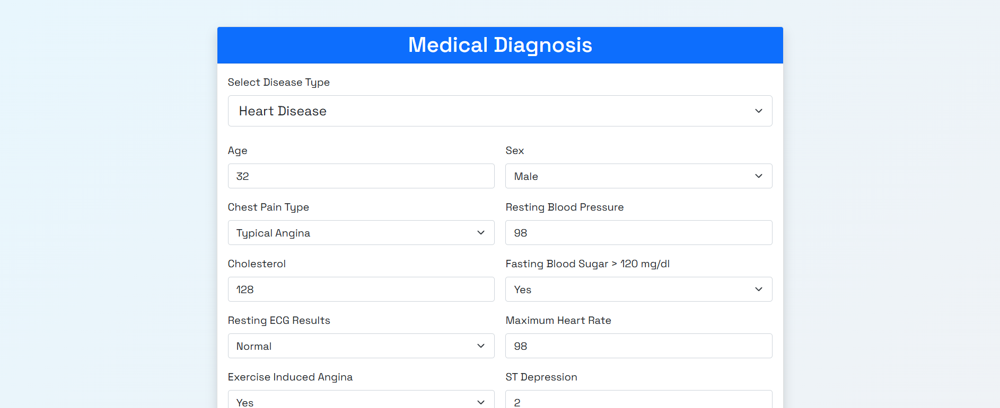 Medical Diagnosis
Select Disease Type
Heart Disease
Age
Sex
32
Male
Chest Pain Type
Resting Blood Pressure
Typical Angina
98
Cholesterol
Fasting Blood Sugar > 120 mg/dl
128
Yes
Resting ECG Results
Maximum Heart Rate
Normal
98
Exercise Induced Angina
ST Depression
Yes
2